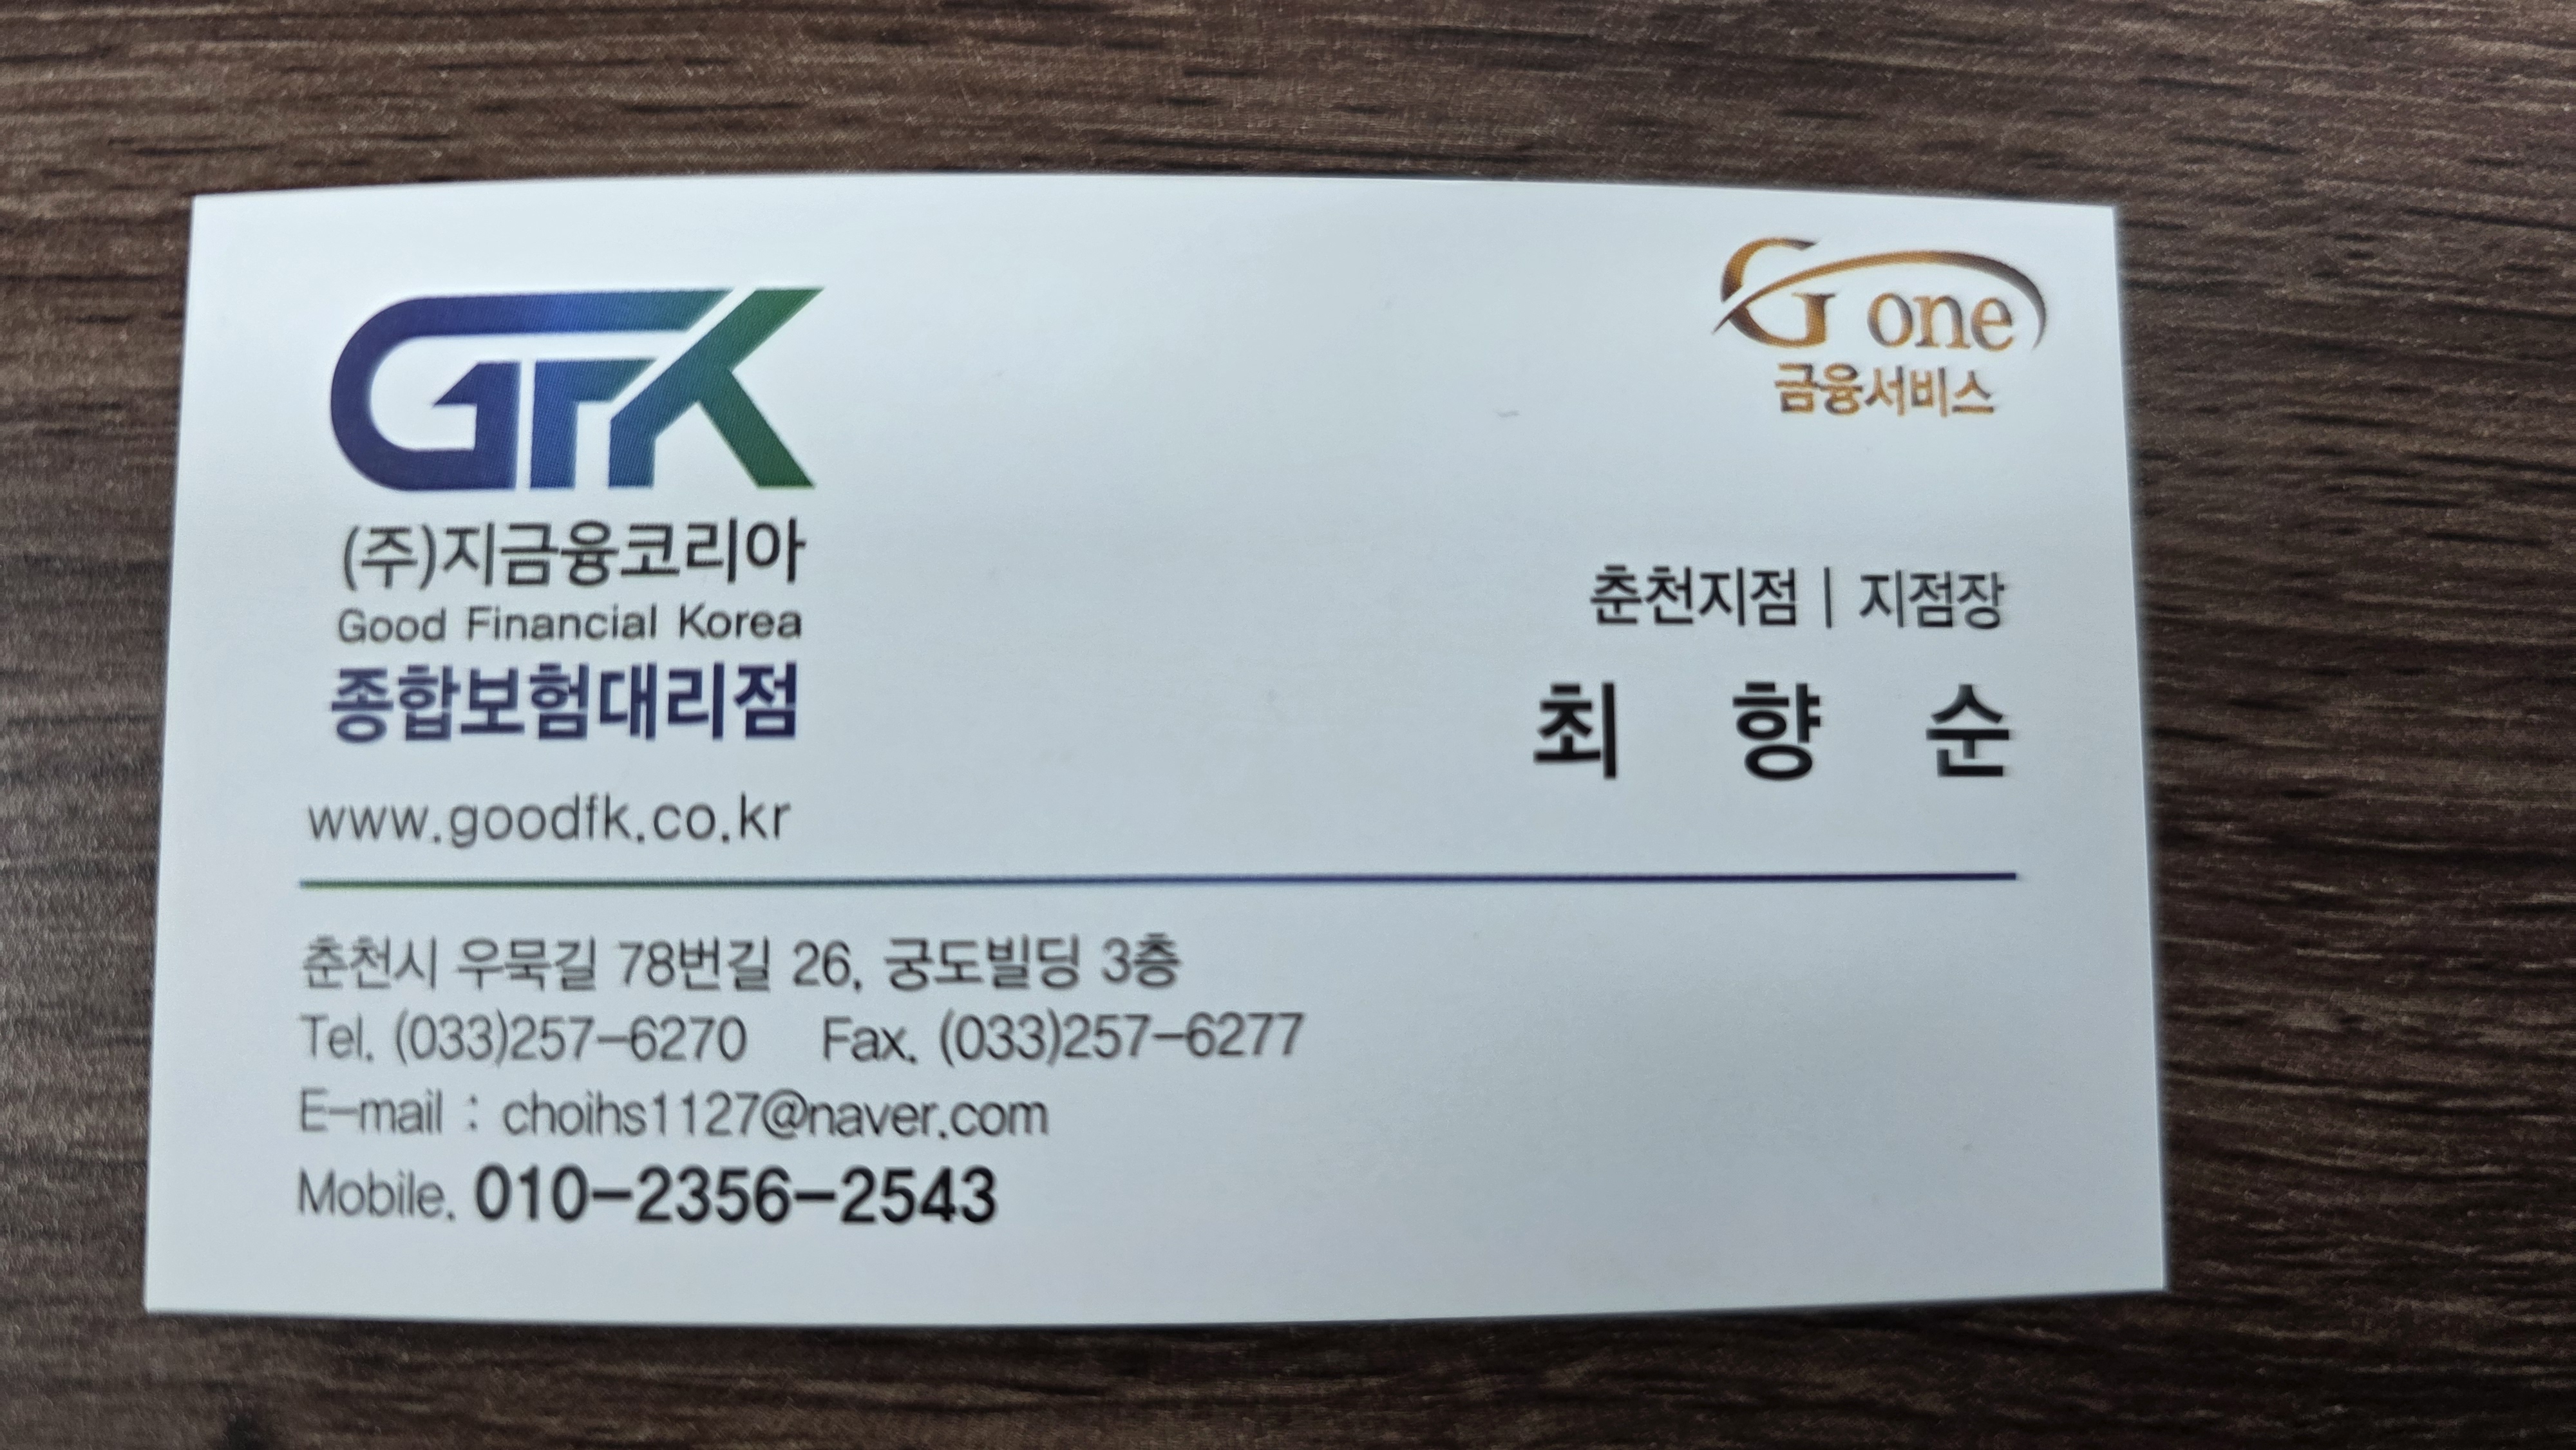 GFK
(주)지금융코리아
Good Financial Korea
종합보험대리점
www.goodfk.co.kr
G one
금융서비스
춘천지점 | 지점장
최 향 순
춘천시 우묵길 78번길 26, 궁도빌딩 3층
Tel. (033)257-6270 Fax. (033)257-6277
E-mail : choihs1127@naver.com
Mobile. 010-2356-2543